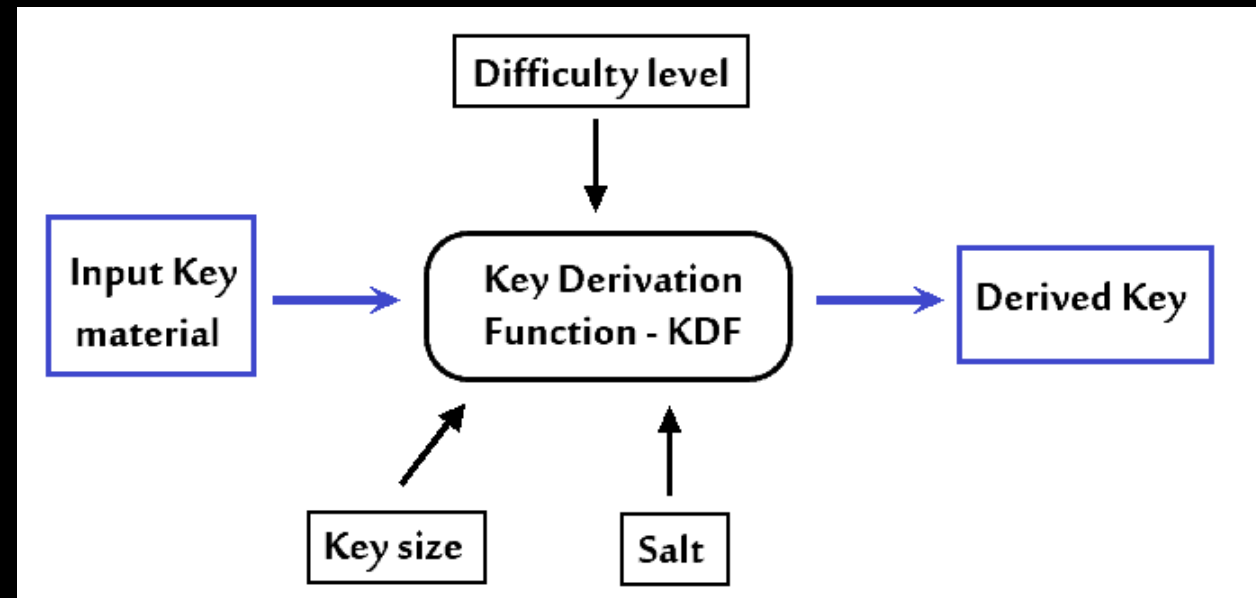 Difficulty level
Input Key
material
Key Derivation
Function - KDF
Derived Key
Key size
Salt